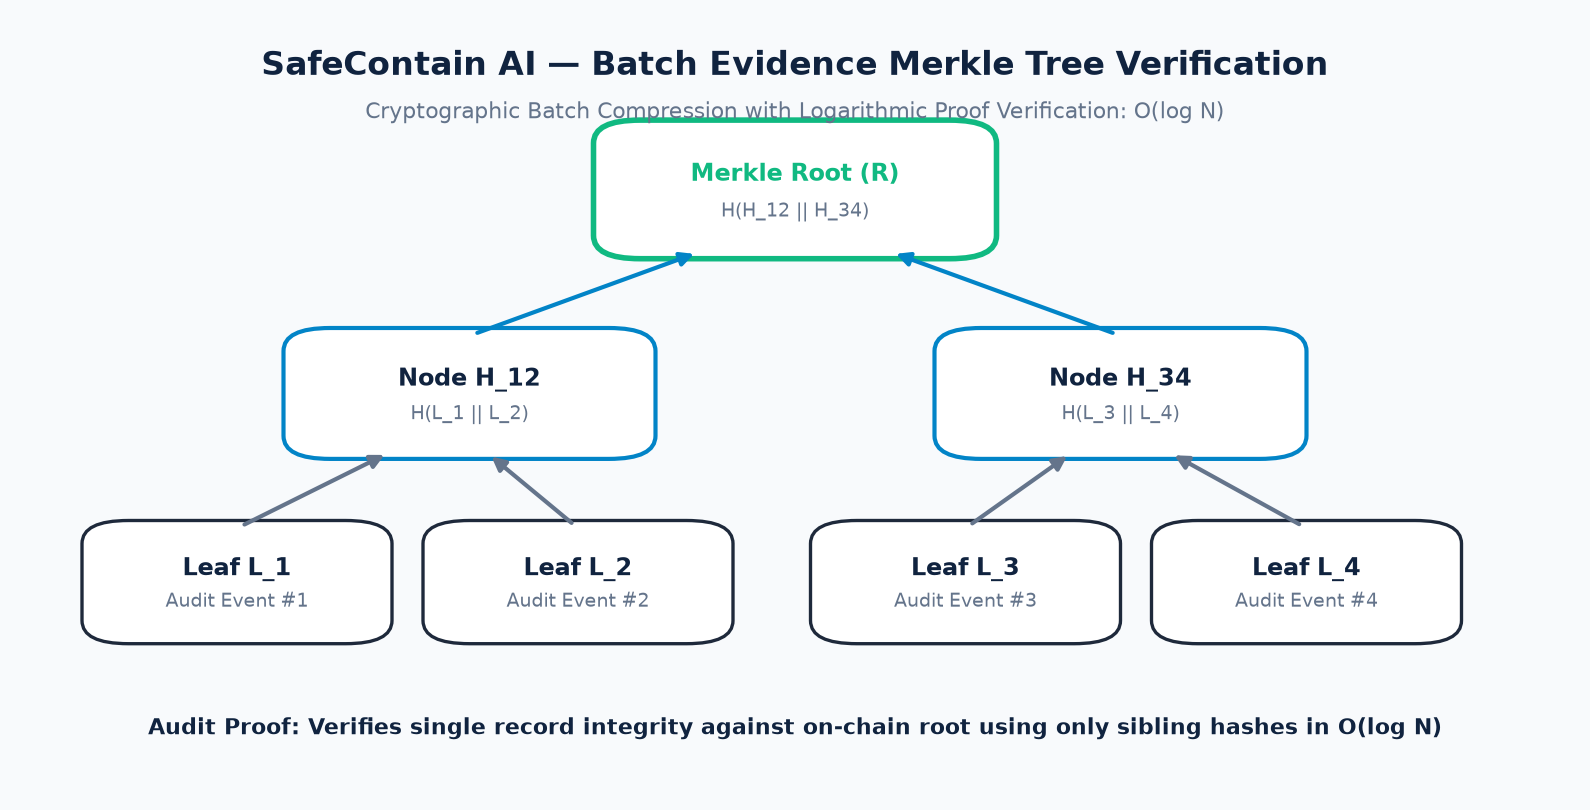 SafeContain AI — Batch Evidence Merkle Tree Verification
Cryptographic Batch Compression with Logarithmic Proof Verification: O(log N)
Merkle Root (R)
H(H_12 || H_34)
Node H_12
H(L_1 || L_2)
Node H_34
H(L_3 || L_4)
Leaf L_1
Audit Event #1
Leaf L_2
Audit Event #2
Leaf L_3
Audit Event #3
Leaf L_4
Audit Event #4
Audit Proof: Verifies single record integrity against on-chain root using only sibling hashes in O(log N)